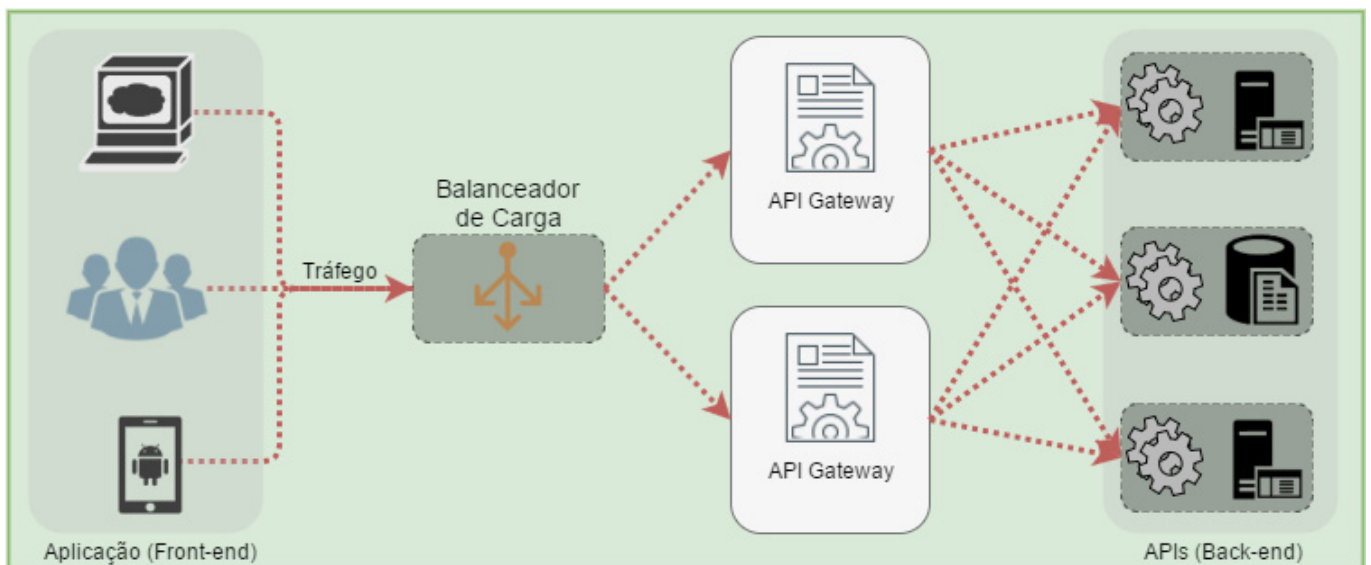 Balanceador
de Carga
Tráfego
API Gateway
API Gateway
Aplicação (Front-end)
APIs (Back-end)